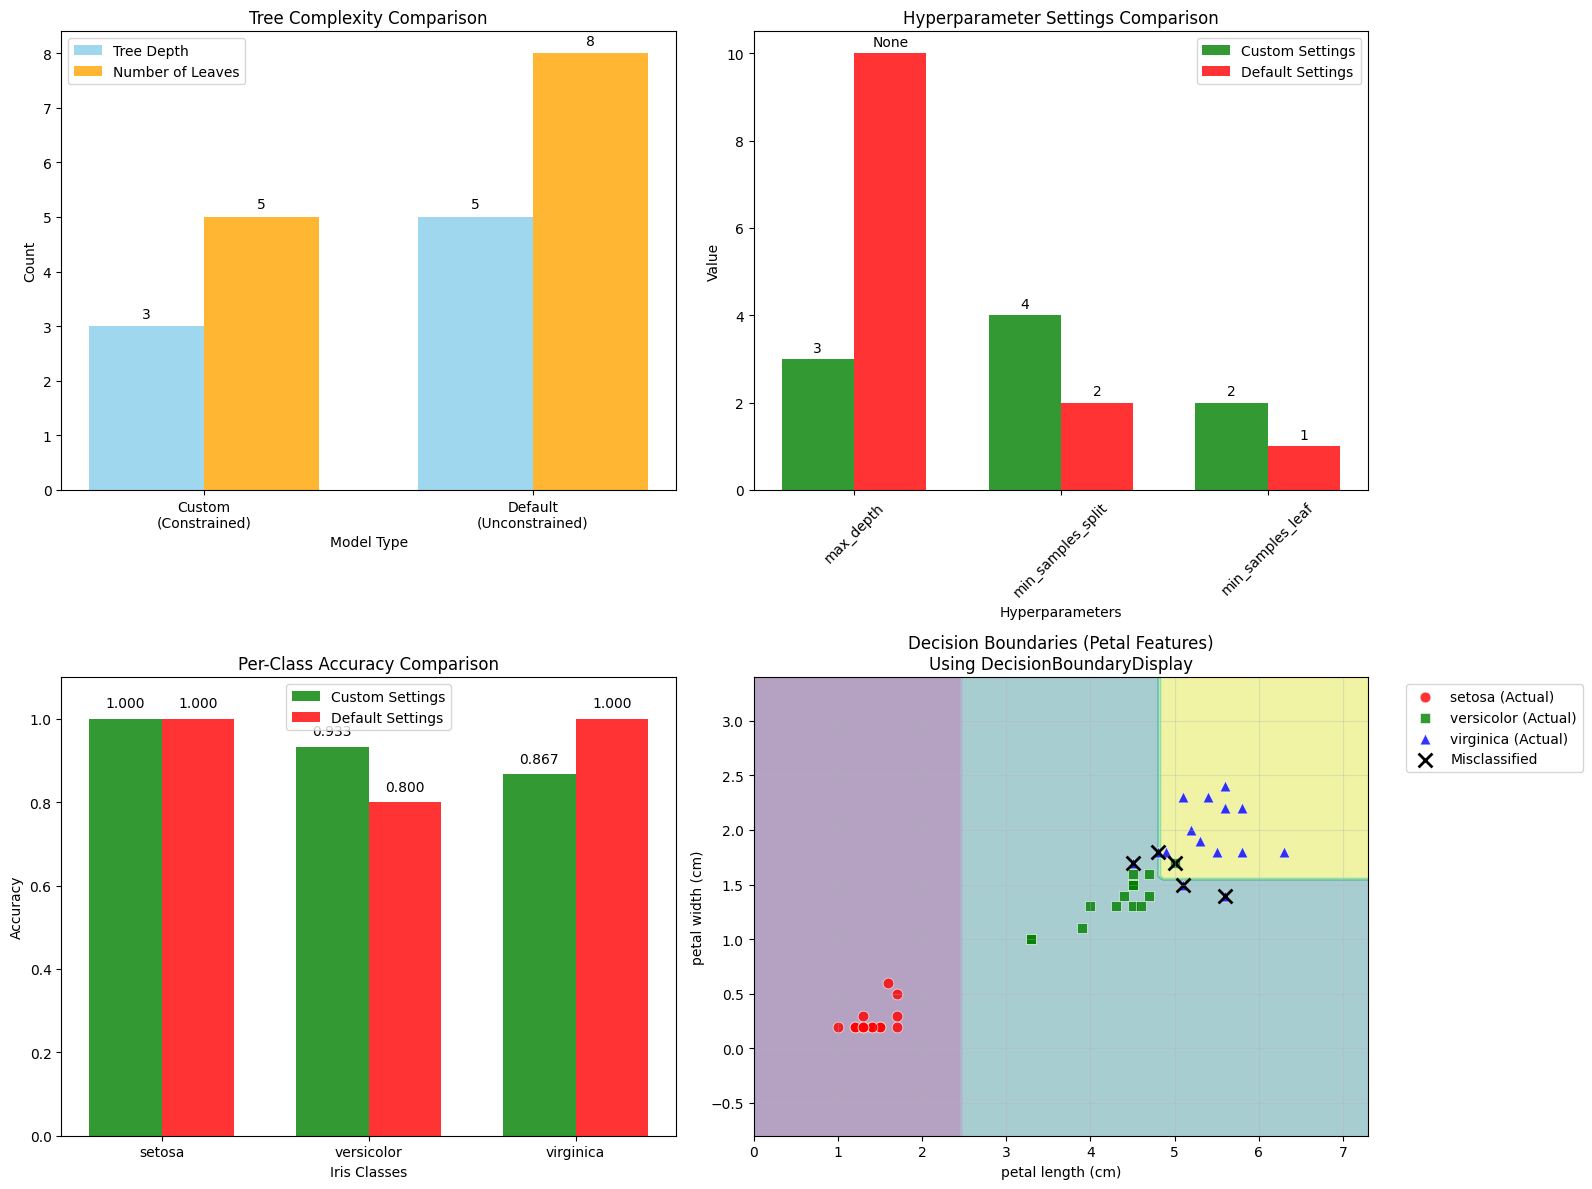 Tree Complexity Comparison
Tree Depth
Number of Leaves
8
7
6
5
4
3
2
1
0
Count
3
5
5
8
Custom
(Constrained)
Default
(Unconstrained)
Model Type
Hyperparameter Settings Comparison
Custom Settings
Default Settings
10
8
6
4
2
0
Value
3
None
4
2
2
1
max_depth
min_samples_split
min_samples_leaf
Hyperparameters
Per-Class Accuracy Comparison
Custom Settings
Default Settings
1.0
0.8
0.6
0.4
0.2
0.0
Accuracy
1.000
1.000
0.933
0.800
0.867
1.000
setosa
versicolor
virginica
Iris Classes
Decision Boundaries (Petal Features)
Using DecisionBoundaryDisplay
3.0
2.5
2.0
1.5
1.0
0.5
0.0
−0.5
petal width (cm)
0
1
2
3
4
5
6
7
petal length (cm)
setosa (Actual)
versicolor (Actual)
virginica (Actual)
Misclassified